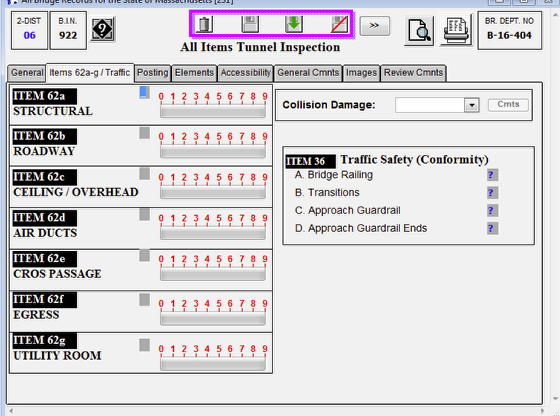 All Bridge Records for the State of Massachusetts [251]
2-DIST
06
B.I.N.
922
?
>>
BR. DEPT. NO
B-16-404
All Items Tunnel Inspection
General
Items 62a-g / Traffic
Posting
Elements
Accessibility
General Cmnts
Images
Review Cmnts
ITEM 62a
STRUCTURAL
0 1 2 3 4 5 6 7 8 9
ITEM 62b
ROADWAY
0 1 2 3 4 5 6 7 8 9
ITEM 62c
CEILING / OVERHEAD
0 1 2 3 4 5 6 7 8 9
ITEM 62d
AIR DUCTS
0 1 2 3 4 5 6 7 8 9
ITEM 62e
CROS PASSAGE
0 1 2 3 4 5 6 7 8 9
ITEM 62f
EGRESS
0 1 2 3 4 5 6 7 8 9
ITEM 62g
UTILITY ROOM
0 1 2 3 4 5 6 7 8 9
Collision Damage:
Cmts
ITEM 36 Traffic Safety (Conformity)
A. Bridge Railing ?
B. Transitions ?
C. Approach Guardrail ?
D. Approach Guardrail Ends ?